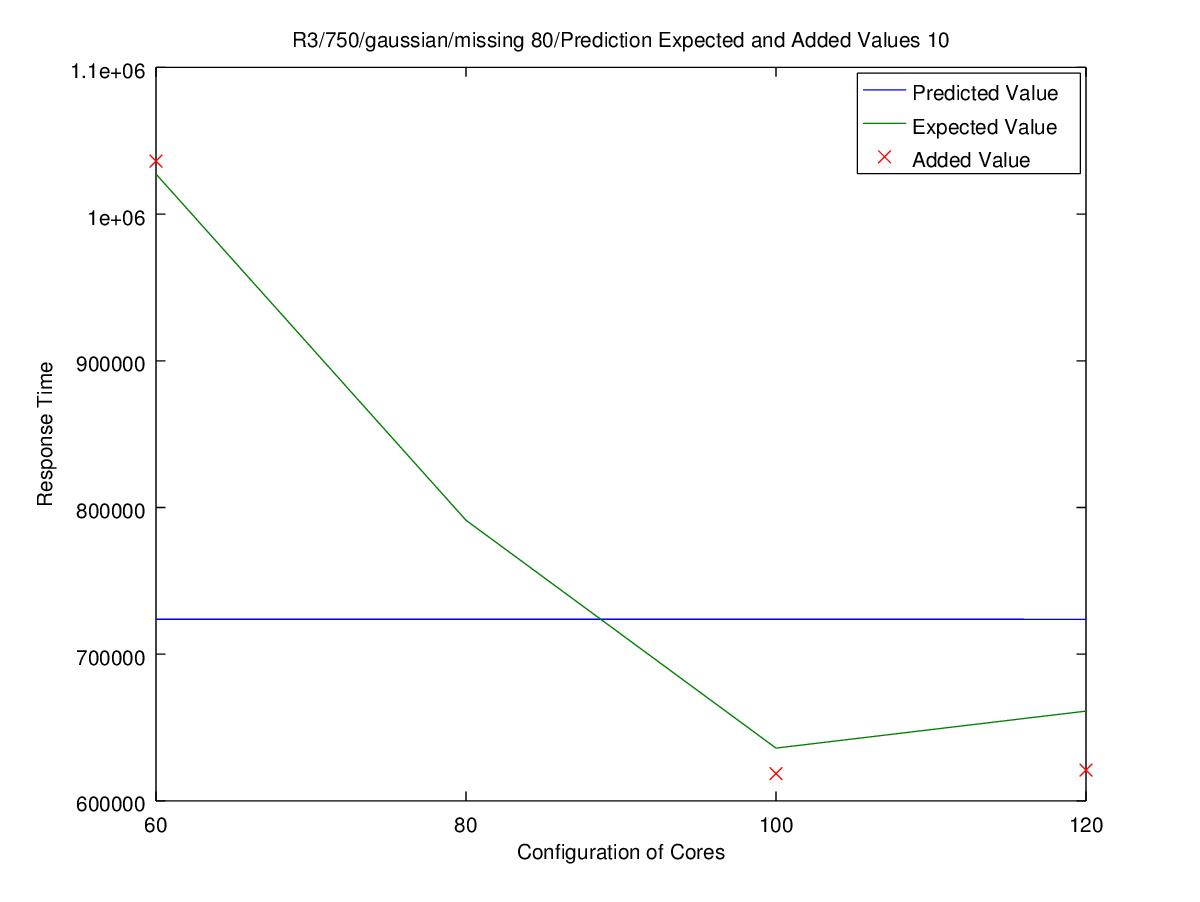 R3/750/gaussian/missing 80/Prediction Expected and Added Values 10
1.1e+06
1e+06
900000
800000
700000
600000
Response Time
Predicted Value
Expected Value
Added Value
60
80
100
120
Configuration of Cores